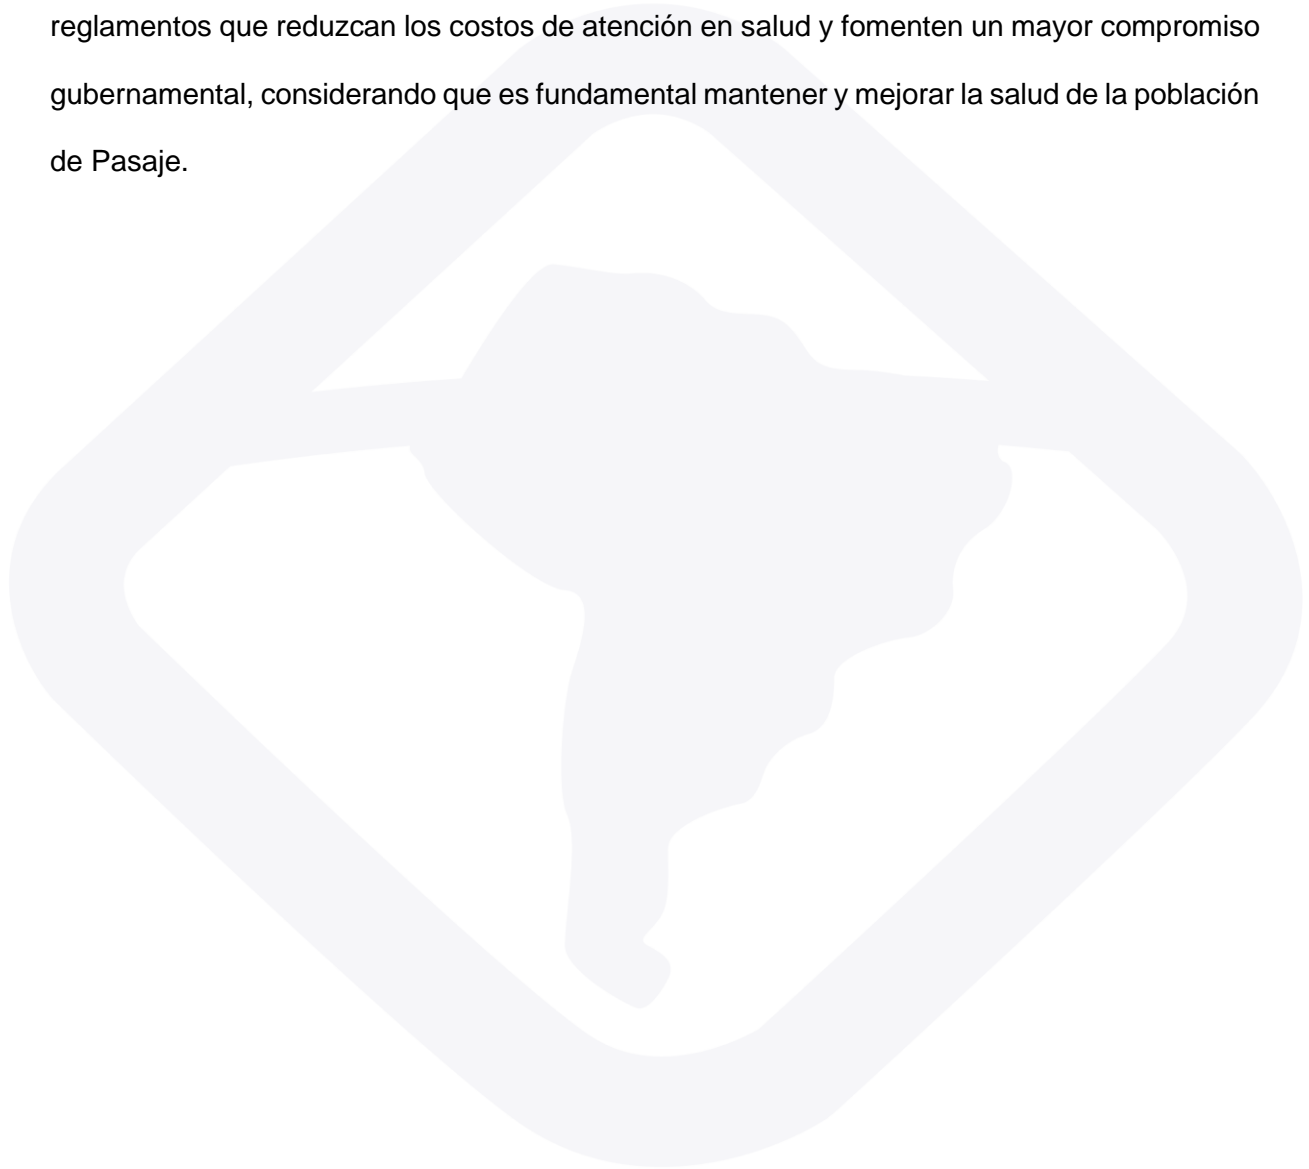 reglamentos que reduzcan los costos de atención en salud y fomenten un mayor compromiso
gubernamental, considerando que es fundamental mantener y mejorar la salud de la población
de Pasaje.